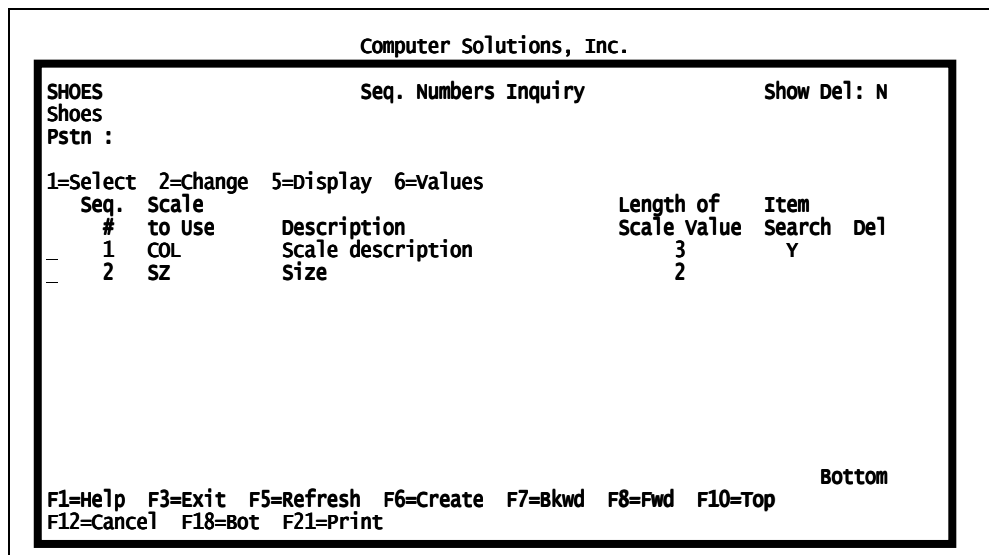 Computer Solutions, Inc.
SHOES Seq. Numbers Inquiry Show Del: N
Shoes
Pstn :
1=Select 2=Change 5=Display 6=Values
Seq. Scale Length of Item
# to Use Description Scale Value Search Del
_ 1 COL Scale description 3 Y
_ 2 SZ Size 2
Bottom
F1=Help F3=Exit F5=Refresh F6=Create F7=Bkwd F8=Fwd F10=Top
F12=Cancel F18=Bot F21=Print